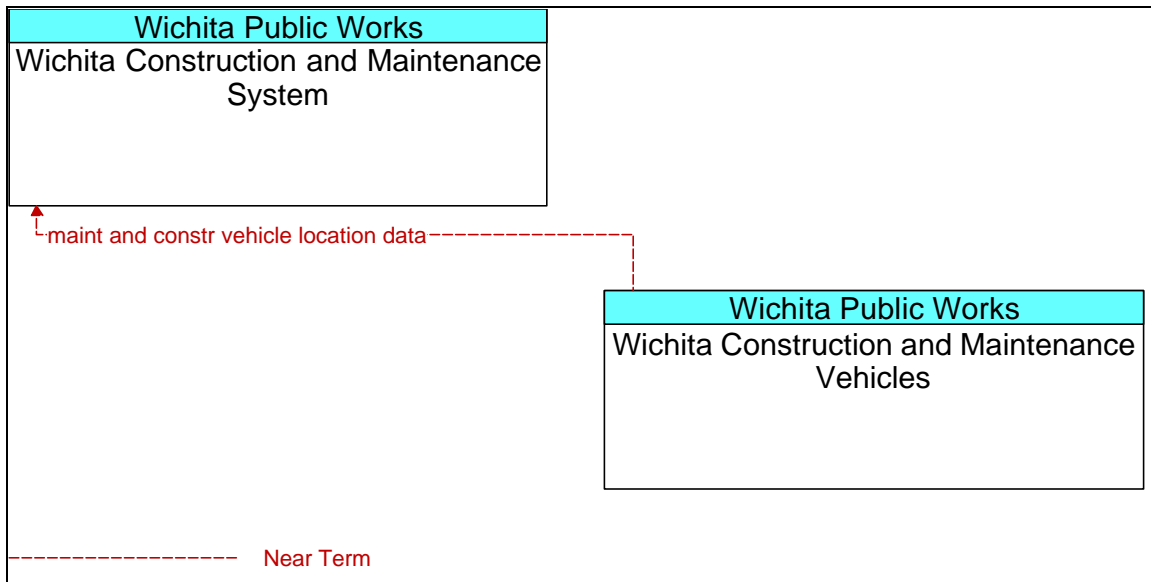 Wichita Public Works
Wichita Construction and Maintenance
System
maint and constr vehicle location data
Wichita Public Works
Wichita Construction and Maintenance
Vehicles
Near Term